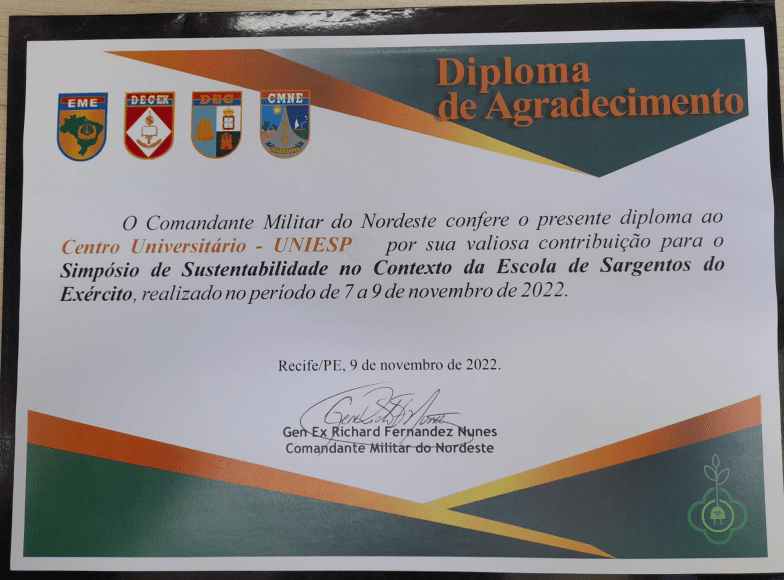 Diploma
de Agradecimento
EME DECEX DEC CMNE
O Comandante Militar do Nordeste confere o presente diploma ao
Centro Universitário - UNIESP por sua valiosa contribuição para o
Simpósio de Sustentabilidade no Contexto da Escola de Sargentos do
Exército, realizado no período de 7 a 9 de novembro de 2022.
Recife/PE, 9 de novembro de 2022.
Gen Ex Richard Fernandez Nunes
Comandante Militar do Nordeste